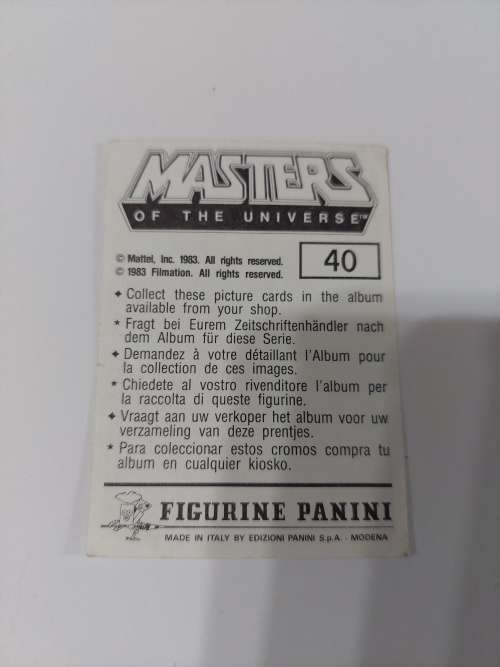 MASTERS
OF THE UNIVERSE™
© Mattel, Inc. 1983. All rights reserved.
© 1983 Filmation. All rights reserved.
40
✦ Collect these picture cards in the album
available from your shop.
★ Fragt bei Eurem Zeitschriftenhändler nach
dem Album für diese Serie.
✦ Demandez à votre détaillant l'Album pour
la collection de ces images.
★ Chiedete al vostro rivenditore l'album per
la raccolta di queste figurine.
✦ Vraagt aan uw verkoper het album voor uw
verzameling van deze prentjes.
★ Para coleccionar estos cromos compra tu
album en cualquier kiosko.
FIGURINE PANINI
MADE IN ITALY BY EDIZIONI PANINI S.p.A. - MODENA